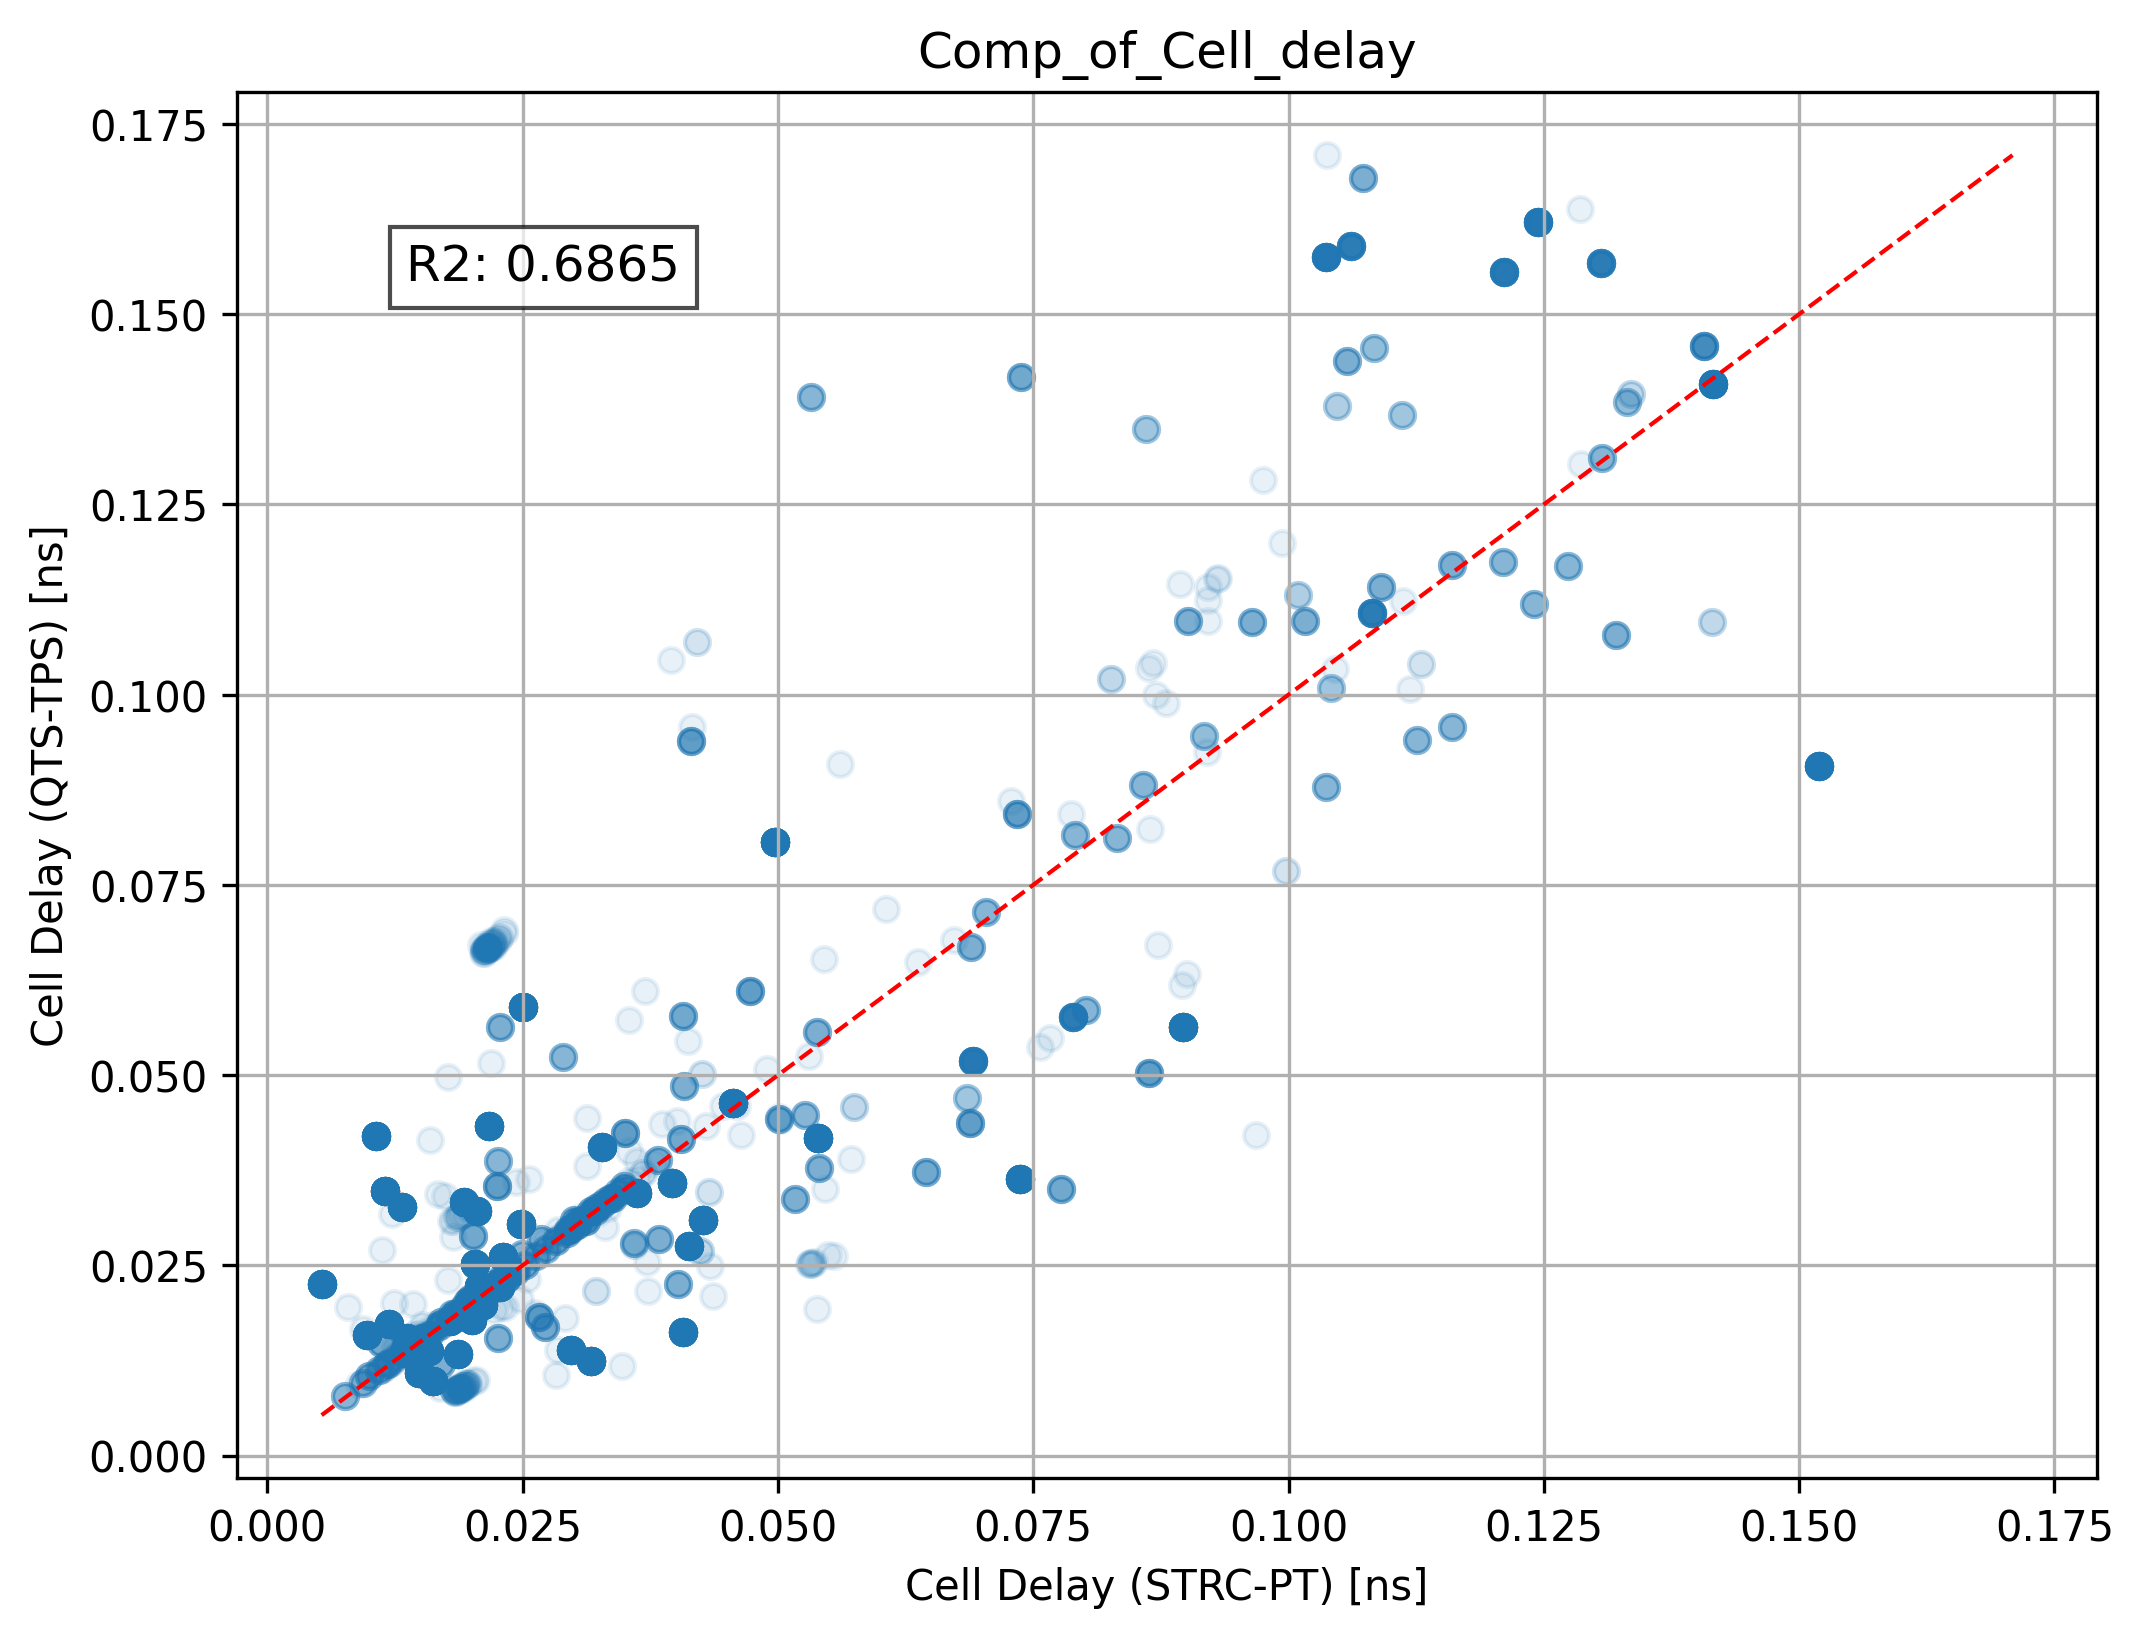 Comp_of_Cell_delay
R2: 0.6865
Cell Delay (QTS-TPS) [ns]
0.175
0.150
0.125
0.100
0.075
0.050
0.025
0.000
0.000 0.025 0.050 0.075 0.100 0.125 0.150 0.175
Cell Delay (STRC-PT) [ns]